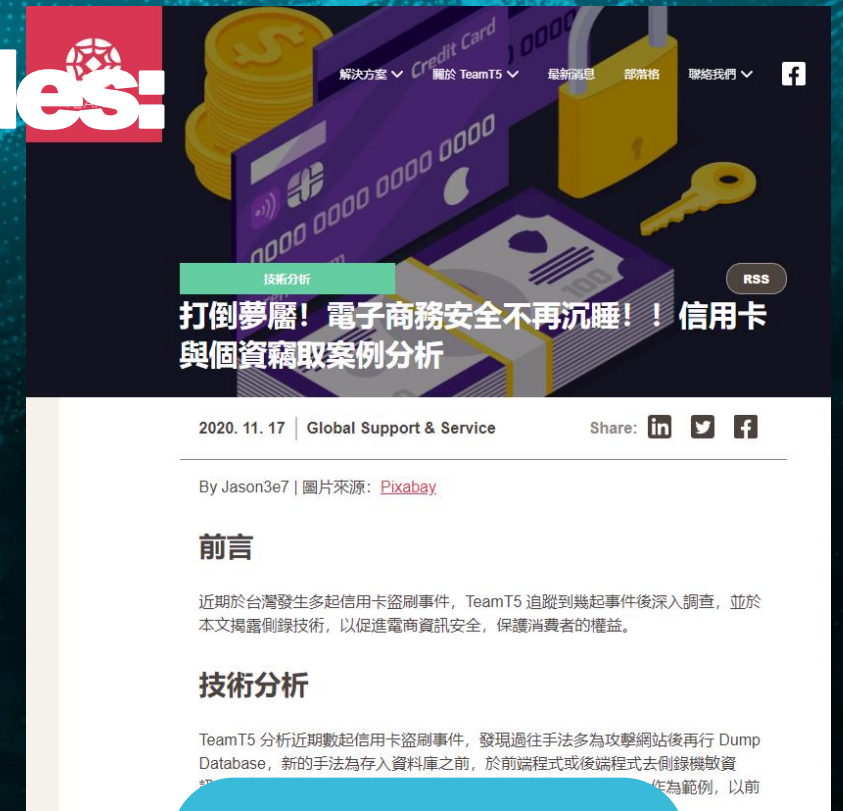 les:
解決方案 關於 TeamT5 最新消息 部落格 聯絡我們
Credit Card
0000
0000 0000 0000 0000
100
技術分析
RSS
打倒夢魘！電子商務安全不再沉睡！！信用卡
與個資竊取案例分析
2020. 11. 17 | Global Support & Service Share:
By Jason3e7 | 圖片來源：Pixabay
前言
近期於台灣發生多起信用卡盜刷事件，TeamT5 追蹤到幾起事件後深入調查，並於
本文揭露側錄技術，以促進電商資訊安全，保護消費者的權益。
技術分析
TeamT5 分析近期數起信用卡盜刷事件，發現過往手法多為攻擊網站後再行 Dump
Database，新的手法為存入資料庫之前，於前端程式或後端程式去側錄機敏資
作為範例，以前